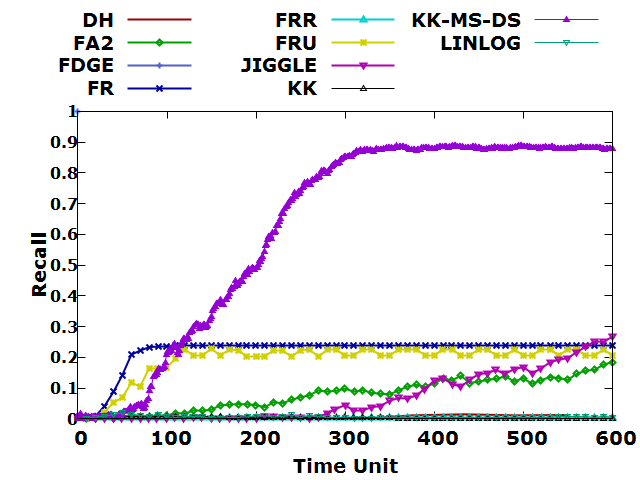 DH FRR KK-MS-DS
FA2 FRU LINLOG
FDGE JIGGLE
FR KK
1
0.9
0.8
0.7
0.6
0.5
0.4
0.3
0.2
0.1
0
Recall
0 100 200 300 400 500 600
Time Unit